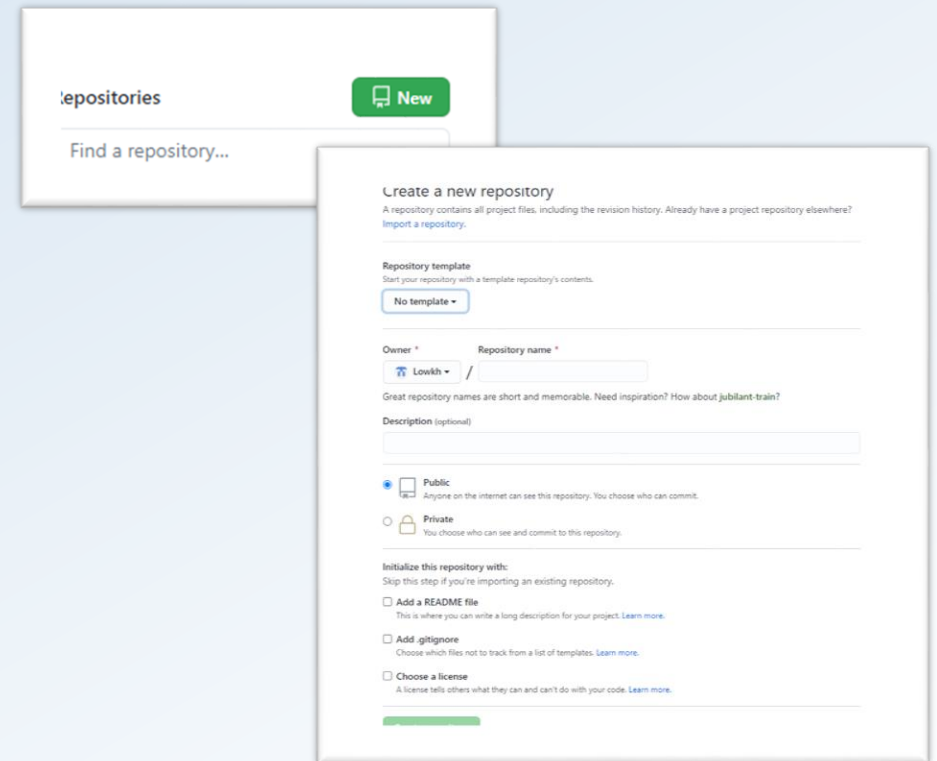 Repositories
New
Find a repository...
Create a new repository
A repository contains all project files, including the revision history. Already have a project repository elsewhere?
Import a repository.
Repository template
Start your repository with a template repository's contents.
No template
Owner *
Repository name *
Lowkh
/
Great repository names are short and memorable. Need inspiration? How about jubilant-train?
Description (optional)
Public
Anyone on the internet can see this repository. You choose who can commit.
Private
You choose who can see and commit to this repository.
Initialize this repository with:
Skip this step if you're importing an existing repository.
Add a README file
This is where you can write a long description for your project. Learn more.
Add .gitignore
Choose which files not to track from a list of templates. Learn more.
Choose a license
A license tells others what they can and can't do with your code. Learn more.